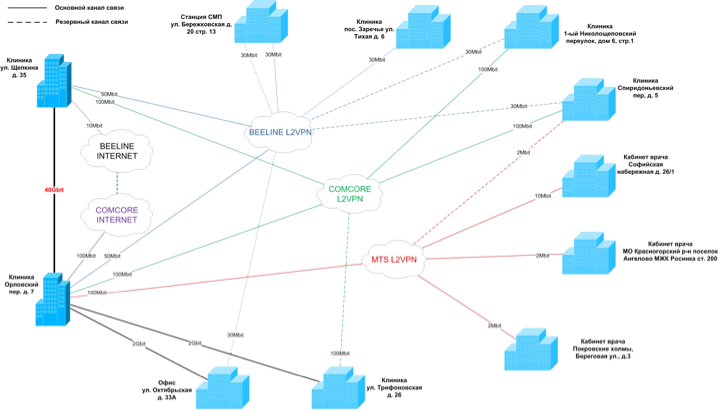 Основной канал связи
Резервный канал связи
Станция СМП
ул. Бережковская д.
20 стр. 13
Клиника
пос. Заречье ул.
Тихая д. 6
Клиника
1-ый Николощеповский
переулок, дом 6, стр.1
Клиника
ул. Щепкина
д. 35
30Mbit
30Mbit
30Mbit
30Mbit
100Mbit
Клиника
Спиридоньевский
пер, д. 5
50Mbit
100Mbit
30Mbit
10Mbit
100Mbit
BEELINE L2VPN
BEELINE
INTERNET
2Mbit
Кабинет врача
Софийская
набережная д. 26/1
40Gbit
COMCORE
L2VPN
10Mbit
COMCORE
INTERNET
Кабинет врача
МО Красногорский р-н поселок
Ангелово МЖК Росинка ст. 200
100Mbit
50Mbit
MTS L2VPN
2Mbit
Клиника
Орловский
пер. д. 7
100Mbit
100Mbit
2Mbit
30Mbit
2Gbit
2Gbit
100Mbit
Кабинет врача
Покровские холмы,
Береговая ул., д.3
Офис
ул. Октябрьская
д. 33А
Клиника
ул. Трифоновская
д. 26